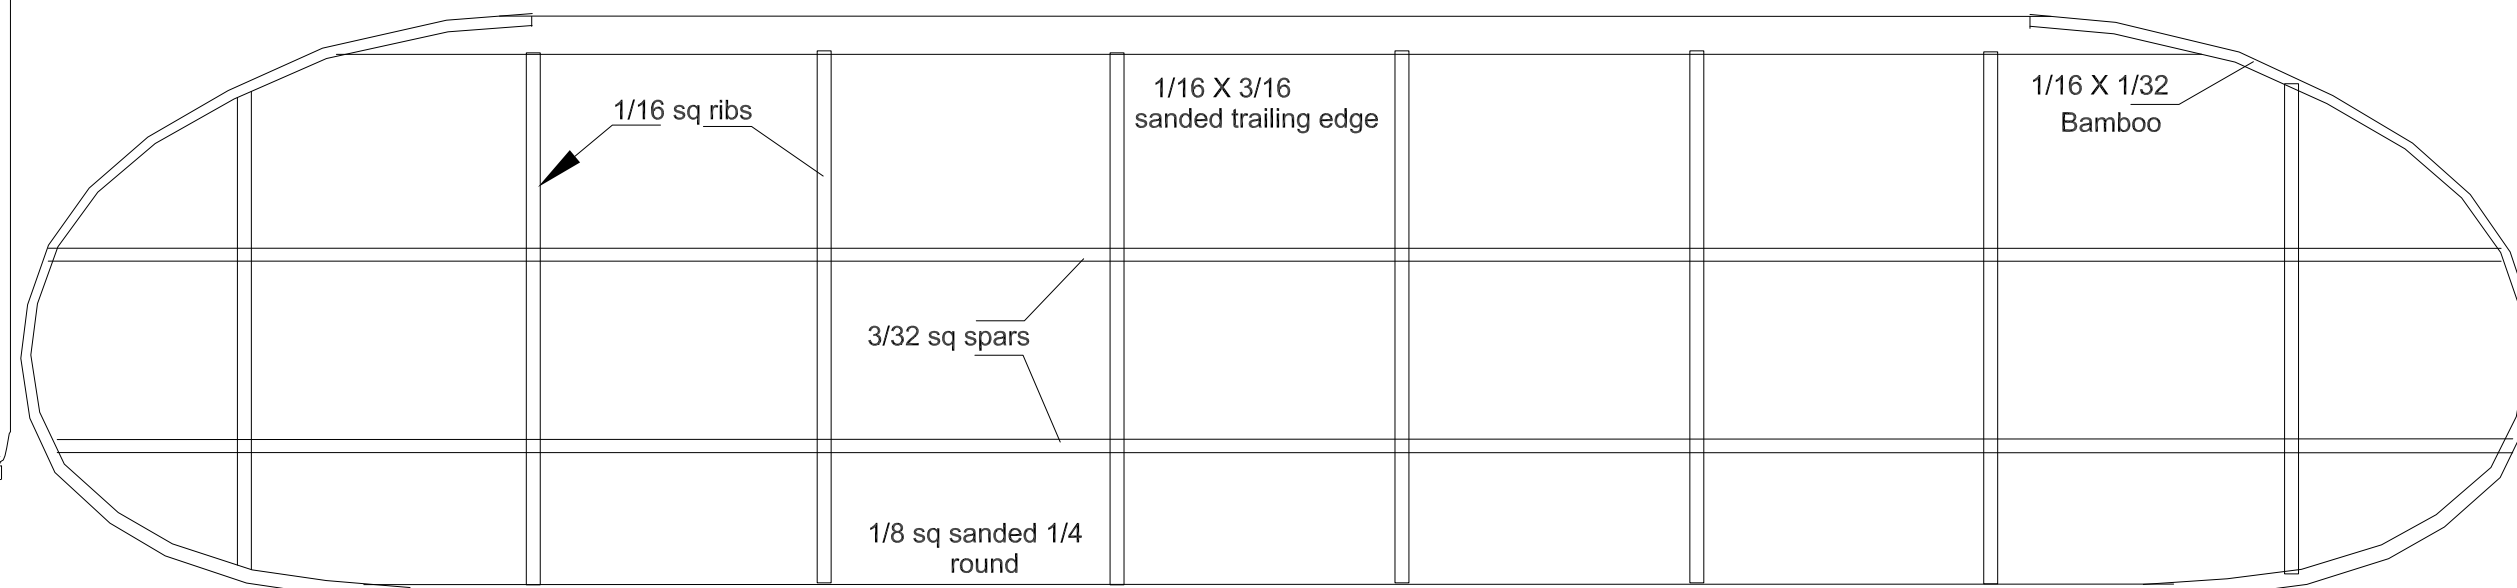 1/16 sq ribs
1/16 X 3/16
sanded trailing edge
1/16 X 1/32
Bamboo
3/32 sq spars
1/8 sq sanded 1/4
round